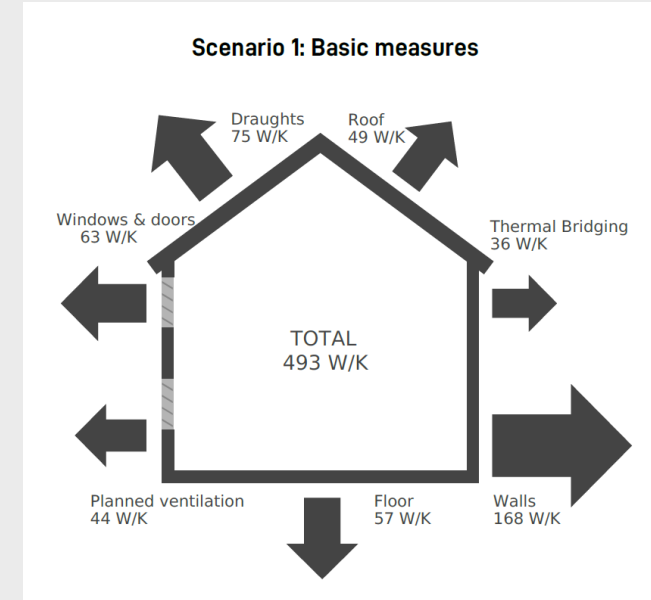 Scenario 1: Basic measures
Draughts
75 W/K
Roof
49 W/K
Windows & doors
63 W/K
Thermal Bridging
36 W/K
TOTAL
493 W/K
Planned ventilation
44 W/K
Floor
57 W/K
Walls
168 W/K